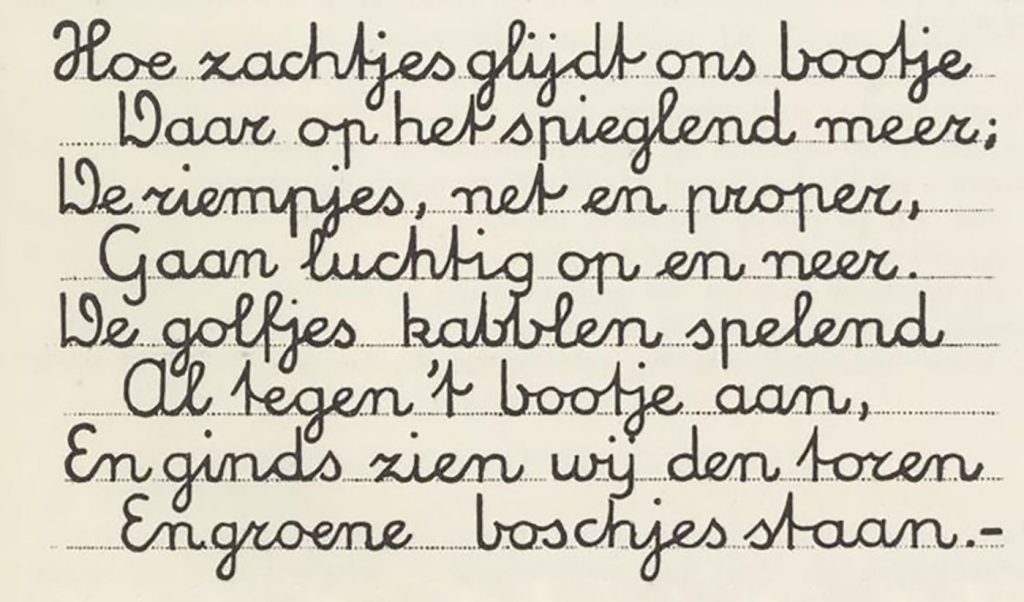 Hoe zachtjes glijdt ons bootje
Daar op het spieglend meer;
De riempjes, net en proper,
Gaan luchtig op en neer.
De golfjes kabblen spelend
Al tegen 't bootje aan,
En ginds zien wij den toren
En groene boschjes staan.-